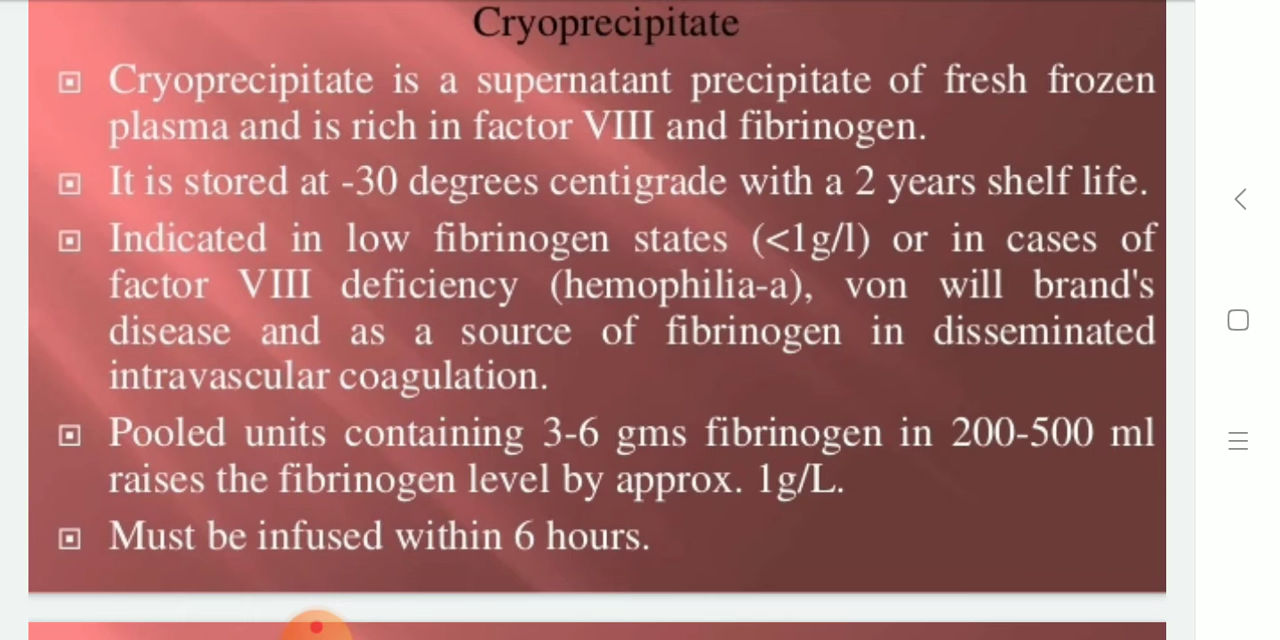 Cryoprecipitate
Cryoprecipitate is a supernatant precipitate of fresh frozen
plasma and is rich in factor VIII and fibrinogen.
It is stored at -30 degrees centigrade with a 2 years shelf life.
Indicated in low fibrinogen states (<1g/l) or in cases of
factor VIII deficiency (hemophilia-a), von will brand's
disease and as a source of fibrinogen in disseminated
intravascular coagulation.
Pooled units containing 3-6 gms fibrinogen in 200-500 ml
raises the fibrinogen level by approx. 1g/L.
Must be infused within 6 hours.